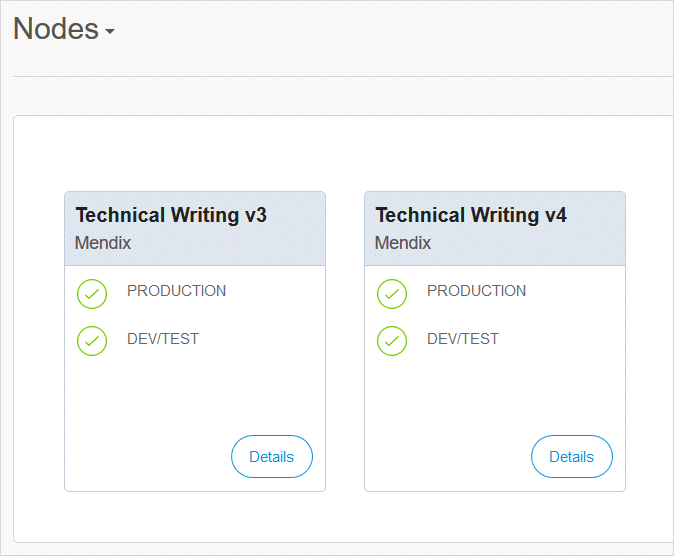 Nodes
Technical Writing v3
Mendix
PRODUCTION
DEV/TEST
Details
Technical Writing v4
Mendix
PRODUCTION
DEV/TEST
Details